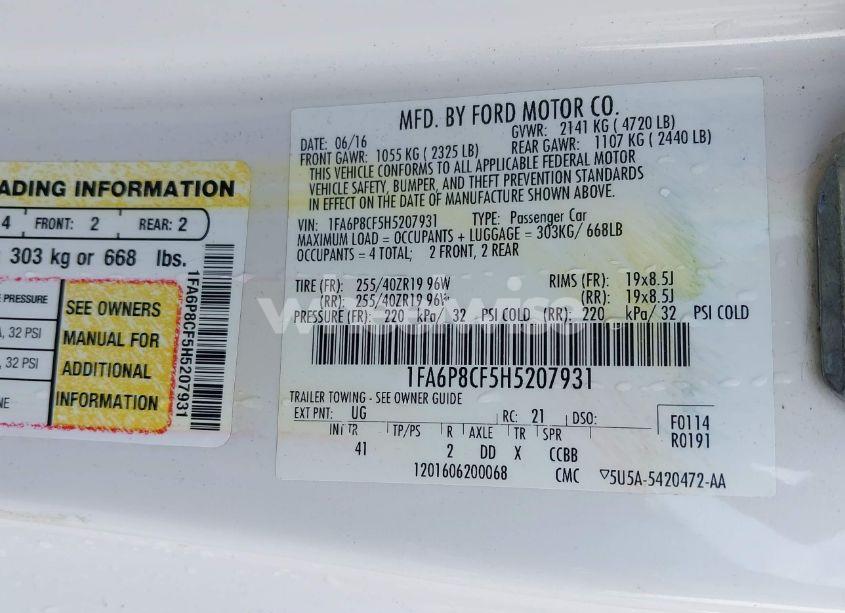 ADING INFORMATION
4 FRONT: 2 REAR: 2
303 kg or 668 lbs.
PRESSURE
, 32 PSI
, 32 PSI
NE
SEE OWNERS
MANUAL FOR
ADDITIONAL
INFORMATION
1FA6P8CF5H5207931
MFD. BY FORD MOTOR CO.
DATE: 06/16 GVWR: 2141 KG ( 4720 LB)
FRONT GAWR: 1055 KG ( 2325 LB) REAR GAWR: 1107 KG ( 2440 LB)
THIS VEHICLE CONFORMS TO ALL APPLICABLE FEDERAL MOTOR
VEHICLE SAFETY, BUMPER, AND THEFT PREVENTION STANDARDS
IN EFFECT ON THE DATE OF MANUFACTURE SHOWN ABOVE.
VIN: 1FA6P8CF5H5207931 TYPE: Passenger Car
MAXIMUM LOAD = OCCUPANTS + LUGGAGE = 303KG/ 668LB
OCCUPANTS = 4 TOTAL; 2 FRONT, 2 REAR
TIRE (FR): 255/40ZR19 96W RIMS (FR): 19x8.5J
(RR): 255/40ZR19 96W (RR): 19x8.5J
PRESSURE (FR): 220 kPa/ 32 PSI COLD (RR): 220 kPa/ 32 PSI COLD
1FA6P8CF5H5207931
TRAILER TOWING - SEE OWNER GUIDE
EXT PNT: UG RC: 21 DSO: F0114
R0191
INT TR TP/PS R AXLE TR SPR
41 2 DD X CCBB
1201606200068 CMC ▽5U5A-5420472-AA